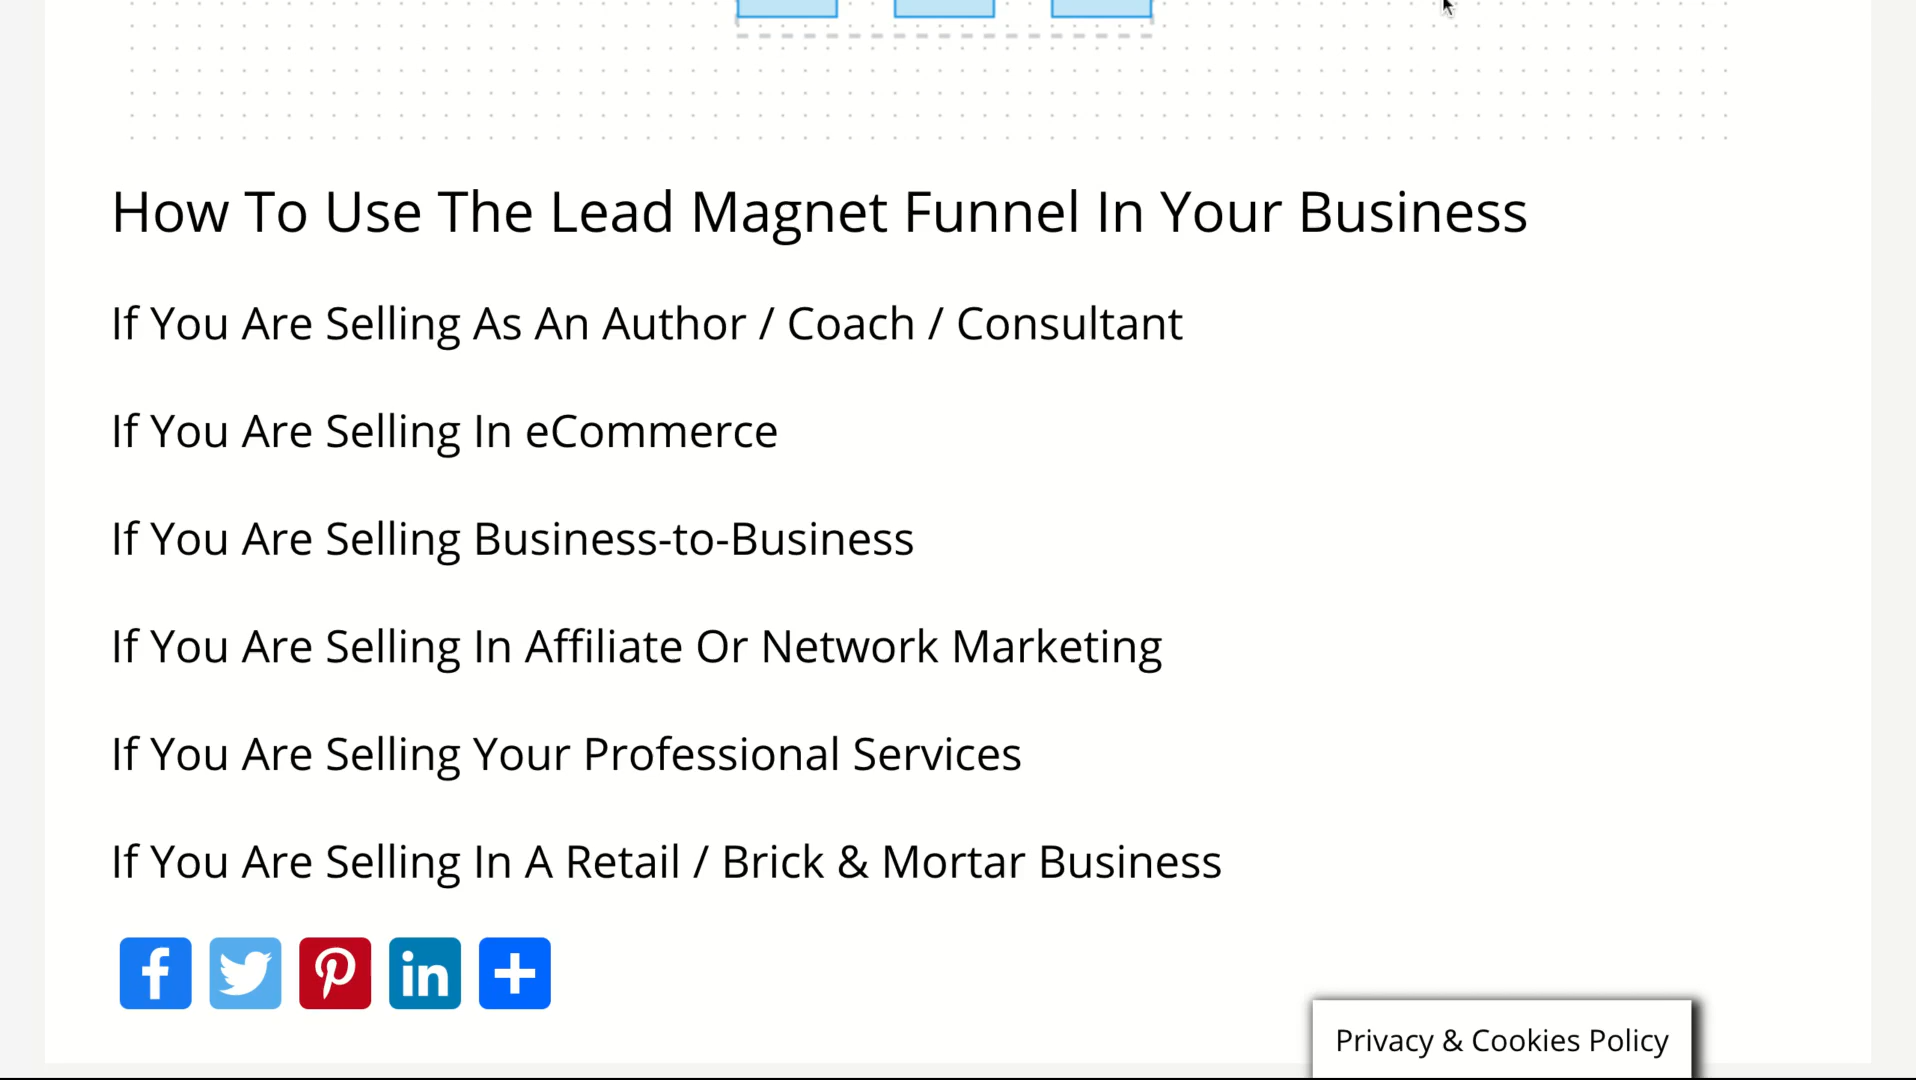 How To Use The Lead Magnet Funnel In Your Business
If You Are Selling As An Author / Coach / Consultant
If You Are Selling In eCommerce
If You Are Selling Business-to-Business
If You Are Selling In Affiliate Or Network Marketing
If You Are Selling Your Professional Services
If You Are Selling In A Retail / Brick & Mortar Business
Privacy & Cookies Policy